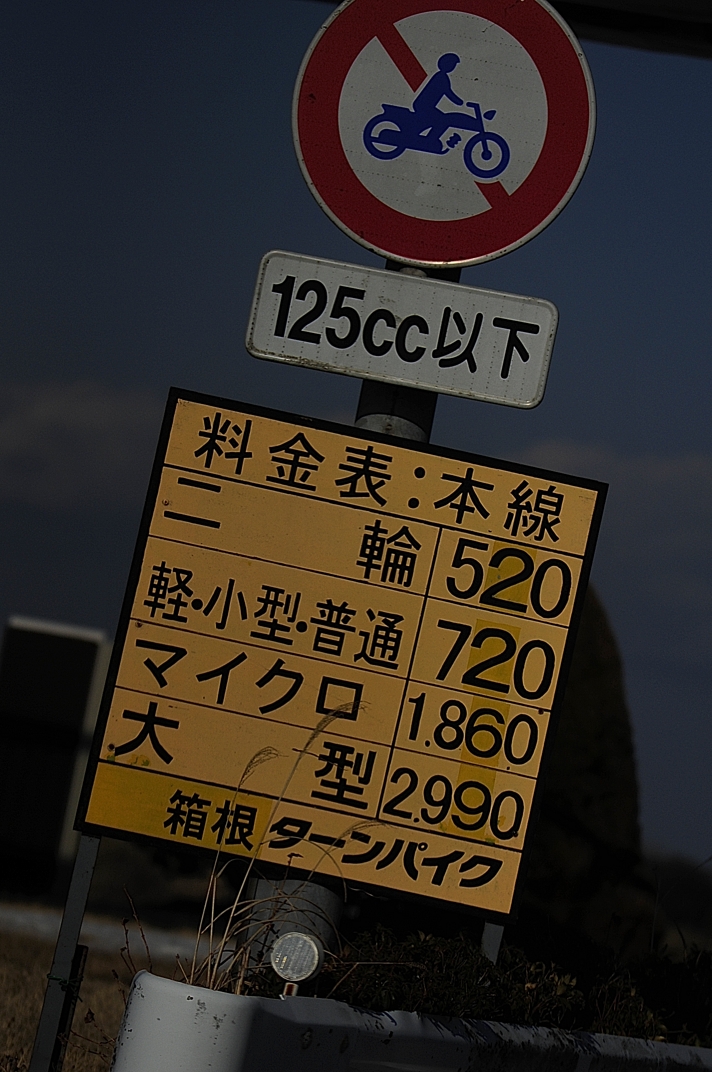 125cc以下
料金表:本線
二輪 520
軽・小型・普通 720
マイクロ 1.860
大型 2.990
箱根ターンパイク